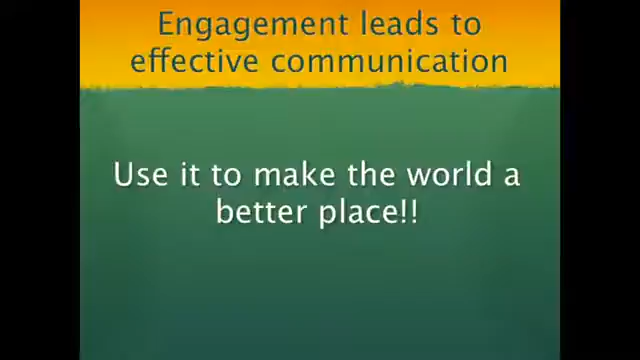 Engagement leads to
effective communication
Use it to make the world a
better place!!